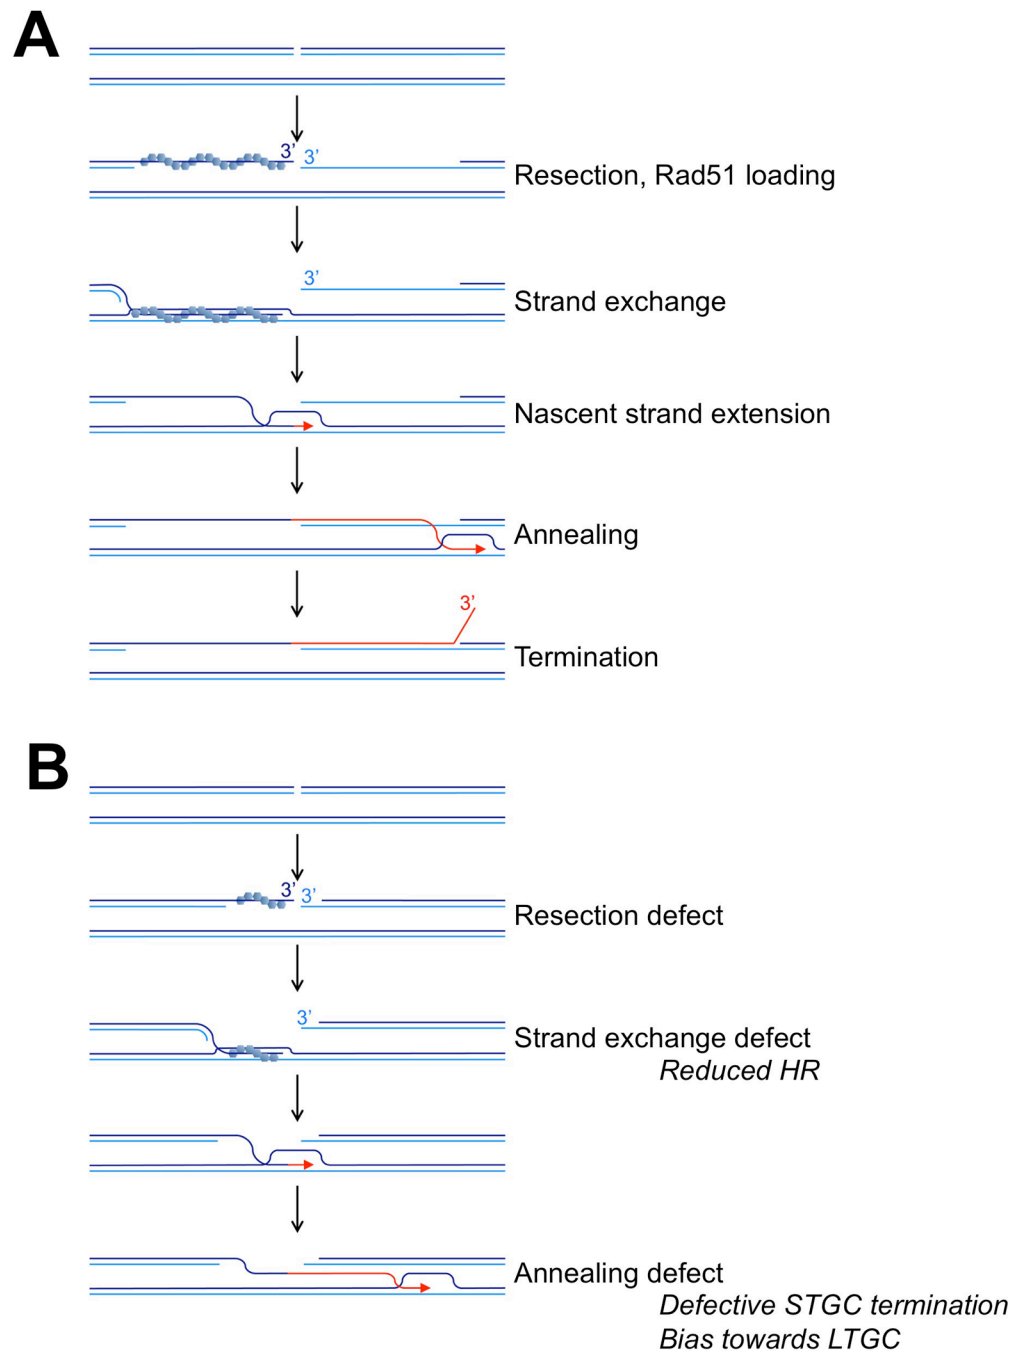 A
3’ 3’
Resection, Rad51 loading
3’
Strand exchange
Nascent strand extension
Annealing
3’
Termination
B
3’ 3’
Resection defect
3’
Strand exchange defect
Reduced HR
Annealing defect
Defective STGC termination
Bias towards LTGC